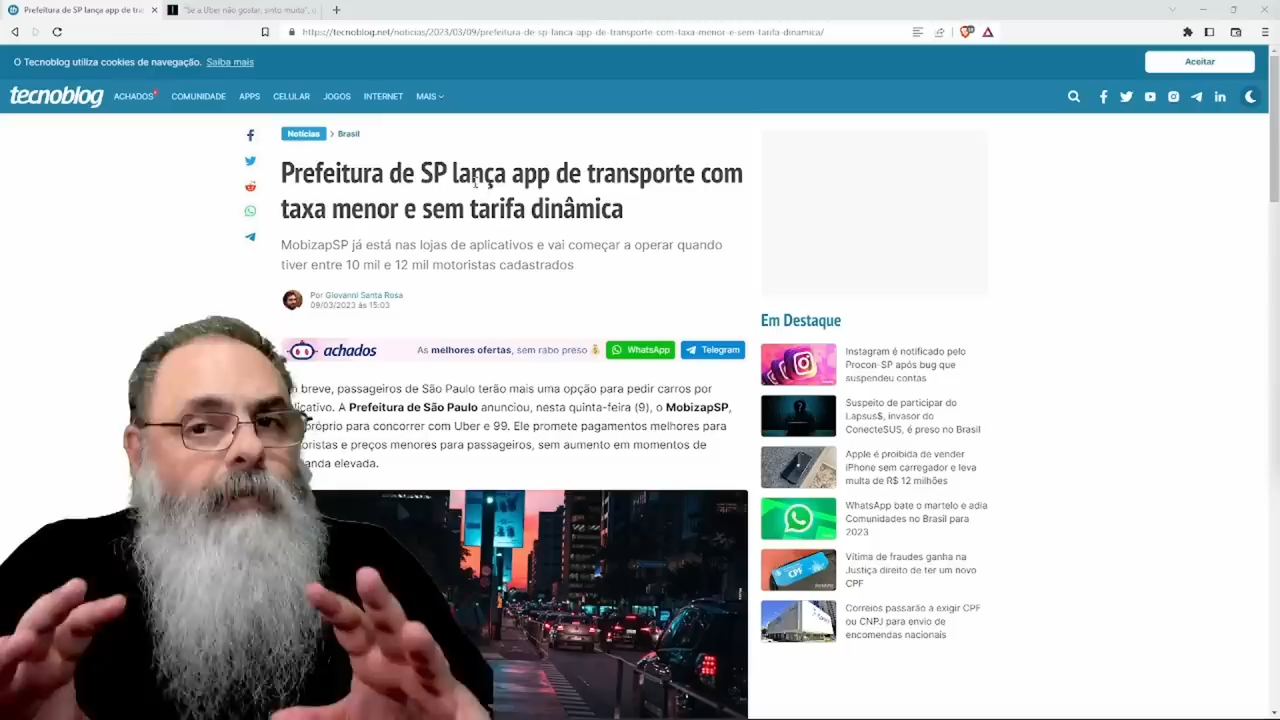 Prefeitura de SP lança app de tra
"Se a Uber não gostar, sinto muito", d
https://tecnoblog.net/noticias/2023/03/09/prefeitura-de-sp-lanca-app-de-transporte-com-taxa-menor-e-sem-tarifa-dinamica/
O Tecnoblog utiliza cookies de navegação. Saiba mais
Aceitar
tecnoblog
ACHADOS COMUNIDADE APPS CELULAR JOGOS INTERNET MAIS
Notícias > Brasil
Prefeitura de SP lança app de transporte com
taxa menor e sem tarifa dinâmica
MobizapSP já está nas lojas de aplicativos e vai começar a operar quando
tiver entre 10 mil e 12 mil motoristas cadastrados
Por Giovanni Santa Rosa
09/03/2023 às 15:03
achados As melhores ofertas, sem rabo preso WhatsApp Telegram
breve, passageiros de São Paulo terão mais uma opção para pedir carros por
licativo. A Prefeitura de São Paulo anunciou, nesta quinta-feira (9), o MobizapSP,
próprio para concorrer com Uber e 99. Ele promete pagamentos melhores para
oristas e preços menores para passageiros, sem aumento em momentos de
anda elevada.
Em Destaque
Instagram é notificado pelo
Procon-SP após bug que
suspendeu contas
Suspeito de participar do
Lapsus$, invasor do
ConecteSUS, é preso no Brasil
Apple é proibida de vender
iPhone sem carregador e leva
multa de R$ 12 milhões
WhatsApp bate o martelo e adia
Comunidades no Brasil para
2023
Vítima de fraudes ganha na
Justiça direito de ter um novo
CPF
CPF
Correios passarão a exigir CPF
ou CNPJ para envio de
encomendas nacionais